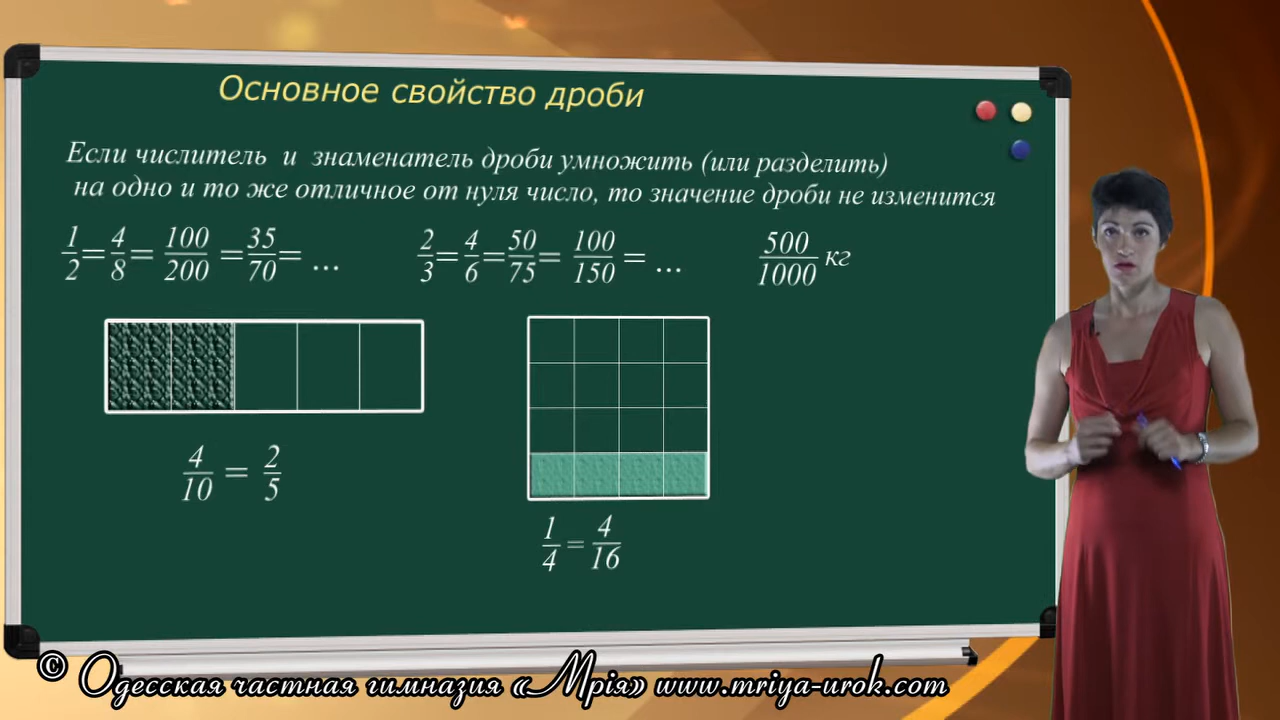 Основное свойство дроби
Если числитель и знаменатель дроби умножить (или разделить)
на одно и то же отличное от нуля число, то значение дроби не изменится
1/2 = 4/8 = 100/200 = 35/70 = ... 2/3 = 4/6 = 50/75 = 100/150 = ... 500/1000 кг
4/10 = 2/5
1/4 = 4/16
© Одесская частная гимназия «Мрія» www.mriya-urok.com